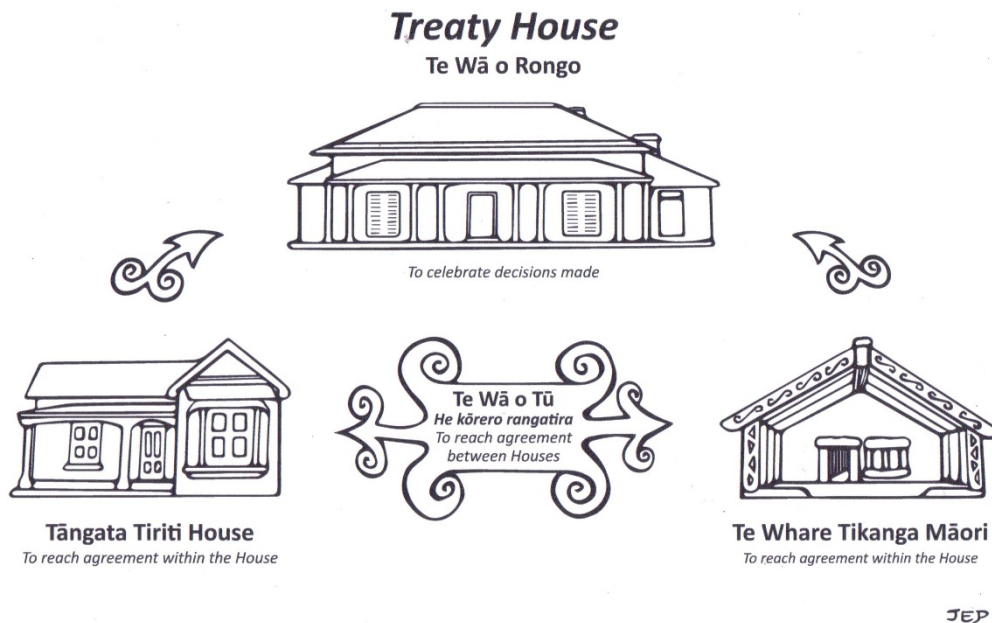 Treaty House
Te Wā o Rongo
To celebrate decisions made
Te Wā o Tū
He kōrero rangatira
To reach agreement
between Houses
Tāngata Tiriti House
To reach agreement within the House
Te Whare Tikanga Māori
To reach agreement within the House
JEP